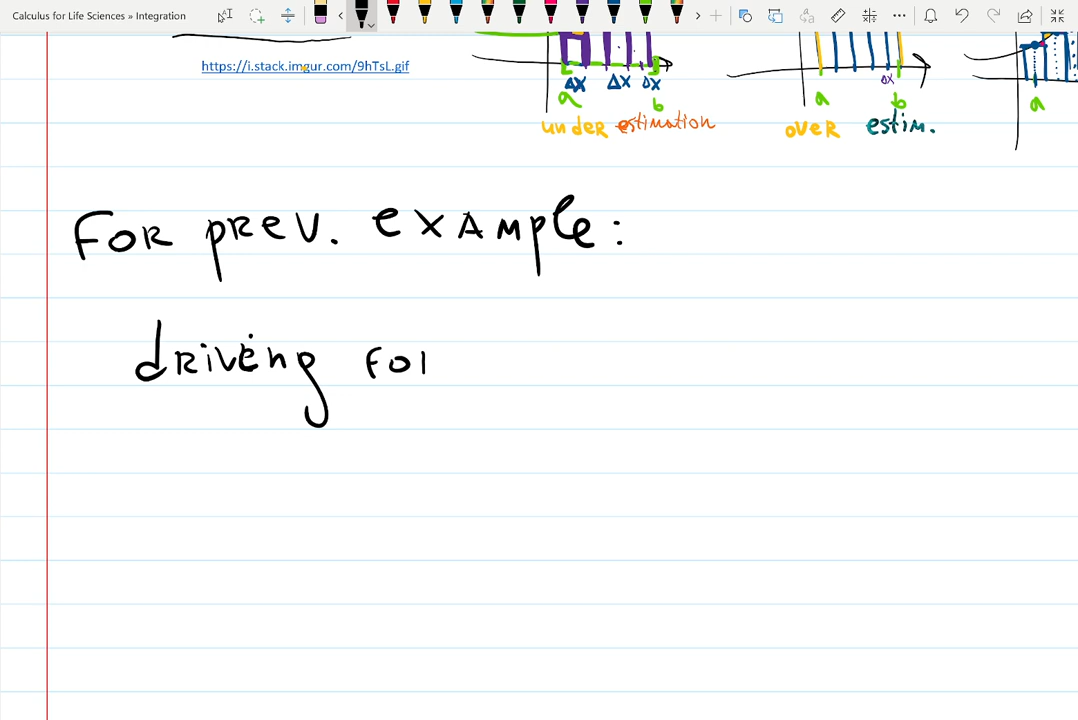 Calculus for Life Sciences » Integration
https://i.stack.imgur.com/9hTsL.gif
Δx Δx Δx
a b
under estimation
Δx
a b
over estim.
a
For prev. example:
driving fo